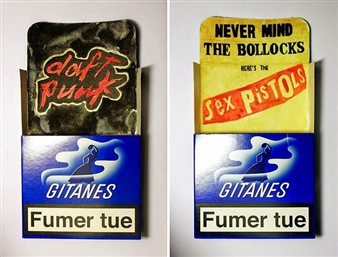 daft
punk
GITANES
Fumer tue
NEVER MIND
THE BOLLOCKS
HERE'S THE
Sex PISTOLS
GITANES
Fumer tue